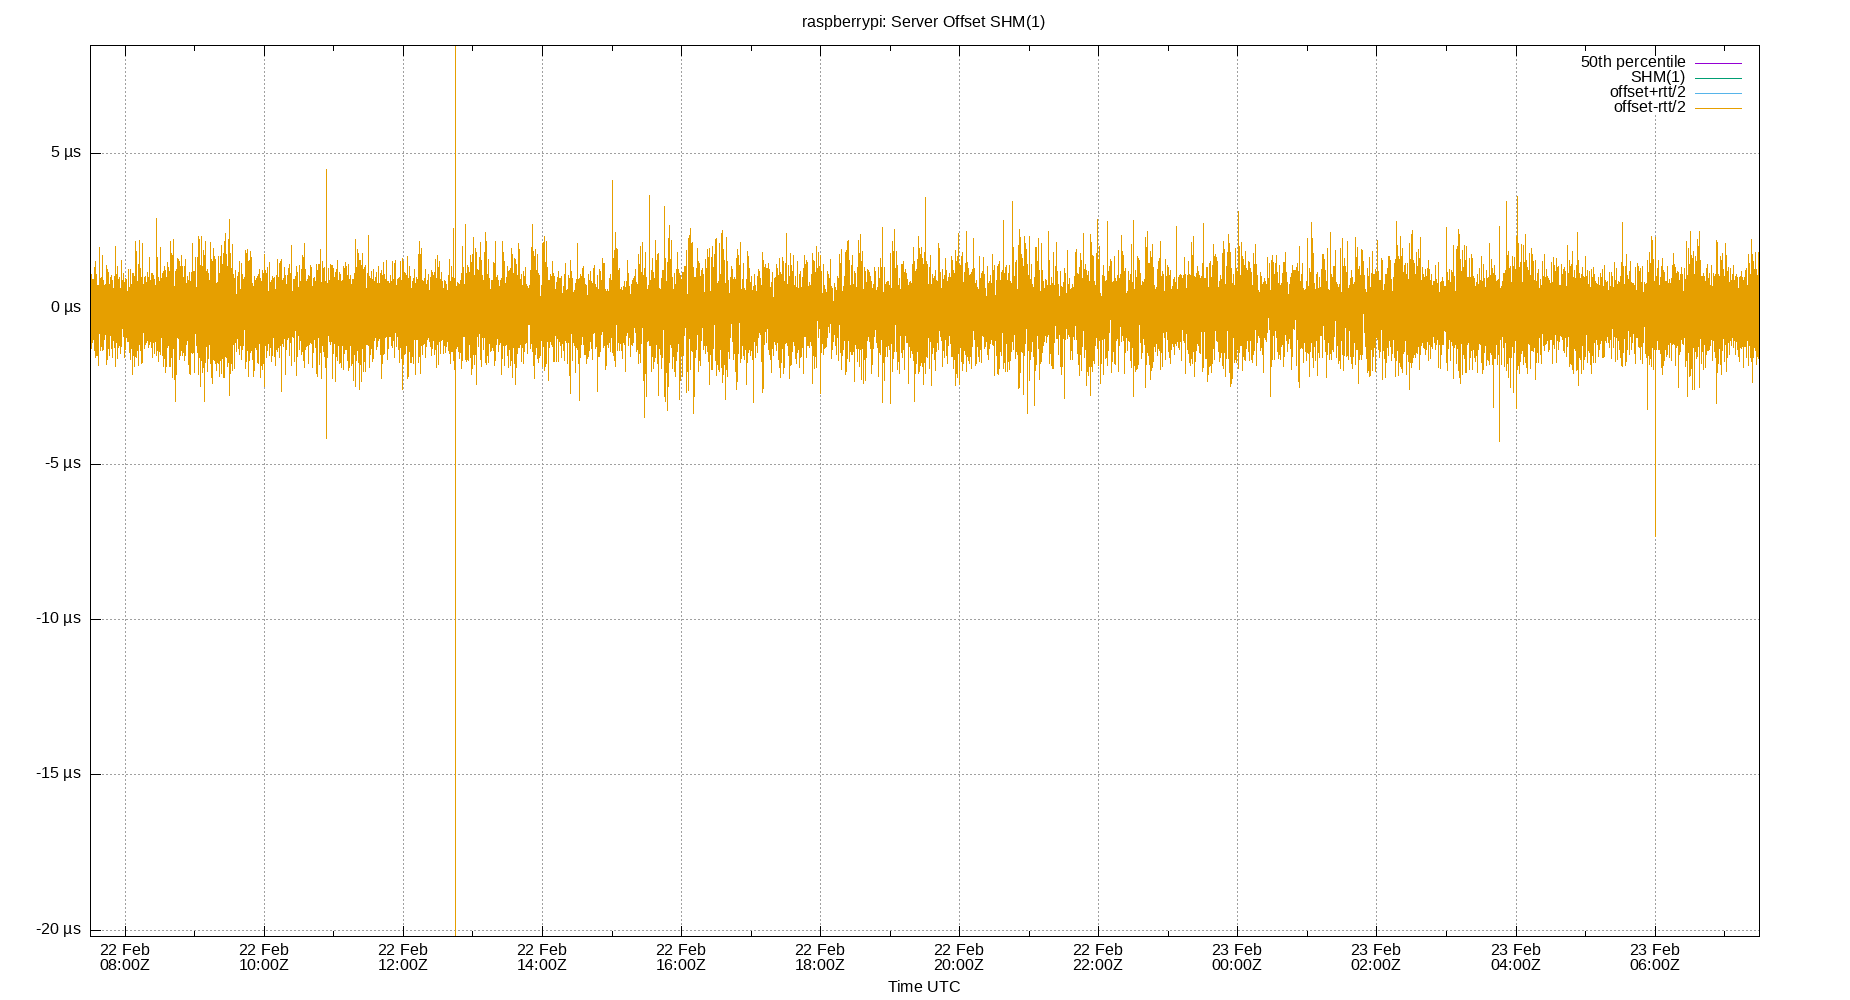 raspberrypi: Server Offset SHM(1)
50th percentile
SHM(1)
offset+rtt/2
offset-rtt/2
5 µs
0 µs
-5 µs
-10 µs
-15 µs
-20 µs
22 Feb 22 Feb 22 Feb 22 Feb 22 Feb 22 Feb 22 Feb 22 Feb 23 Feb 23 Feb 23 Feb 23 Feb
08:00Z 10:00Z 12:00Z 14:00Z 16:00Z 18:00Z 20:00Z 22:00Z 00:00Z 02:00Z 04:00Z 06:00Z
Time UTC